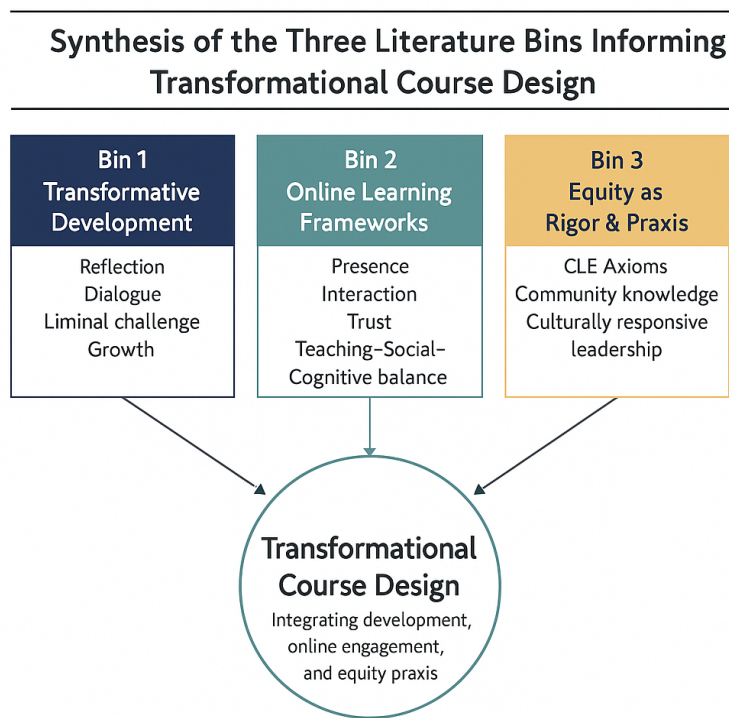 Synthesis of the Three Literature Bins Informing
Transformational Course Design
Bin 1
Transformative
Development
Reflection
Dialogue
Liminal challenge
Growth
Bin 2
Online Learning
Frameworks
Presence
Interaction
Trust
Teaching–Social–
Cognitive balance
Bin 3
Equity as
Rigor & Praxis
CLE Axioms
Community knowledge
Culturally responsive
leadership
Transformational
Course Design
Integrating development,
online engagement,
and equity praxis